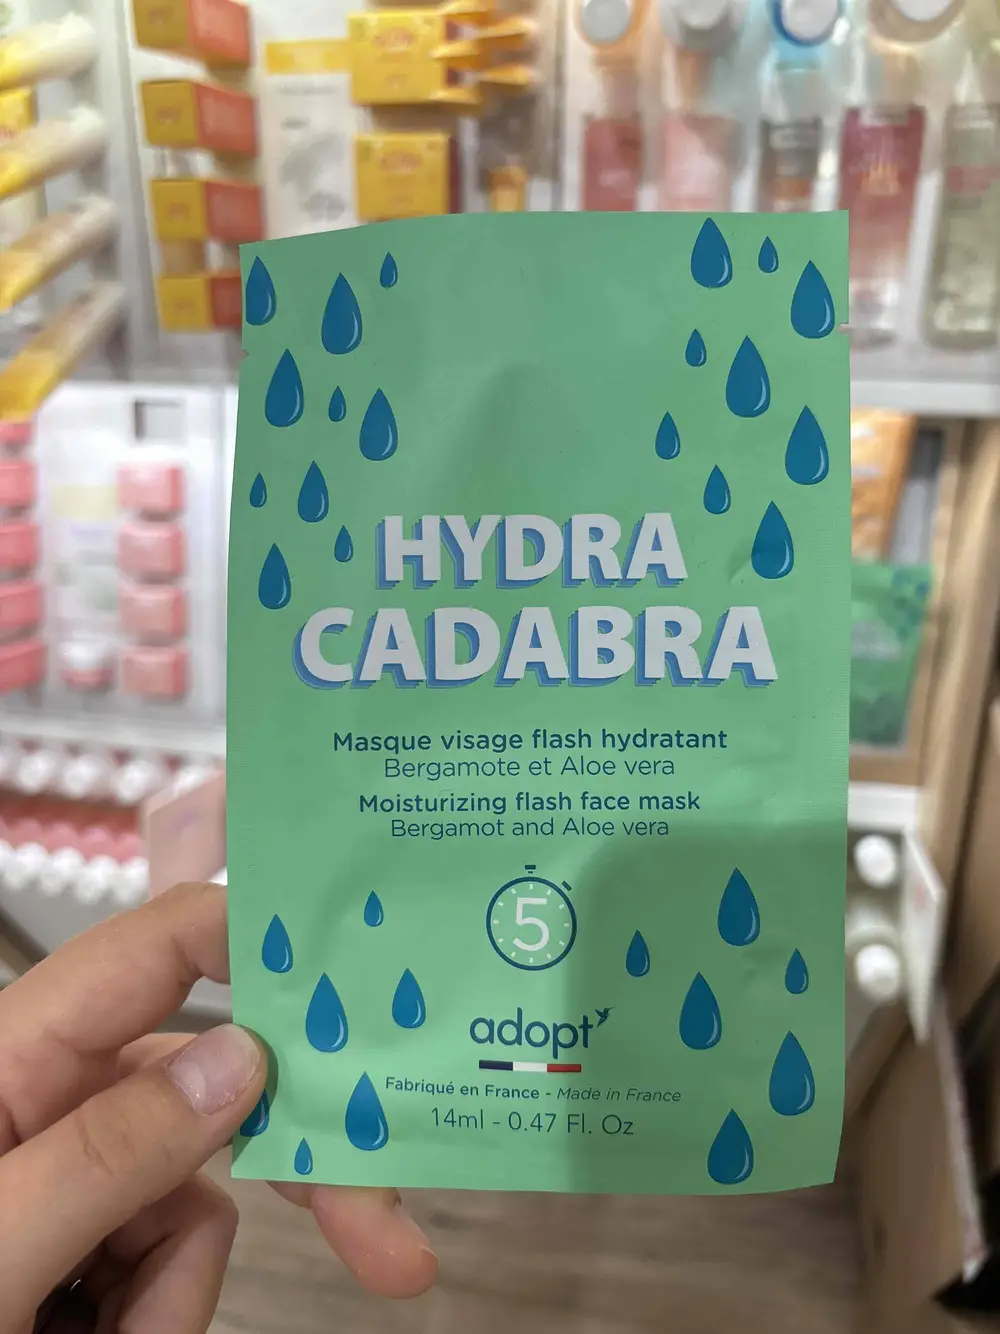 HYDRA
CADABRA
Masque visage flash hydratant
Bergamote et Aloe vera
Moisturizing flash face mask
Bergamot and Aloe vera
5
adopt
Fabriqué en France - Made in France
14ml - 0.47 Fl. Oz